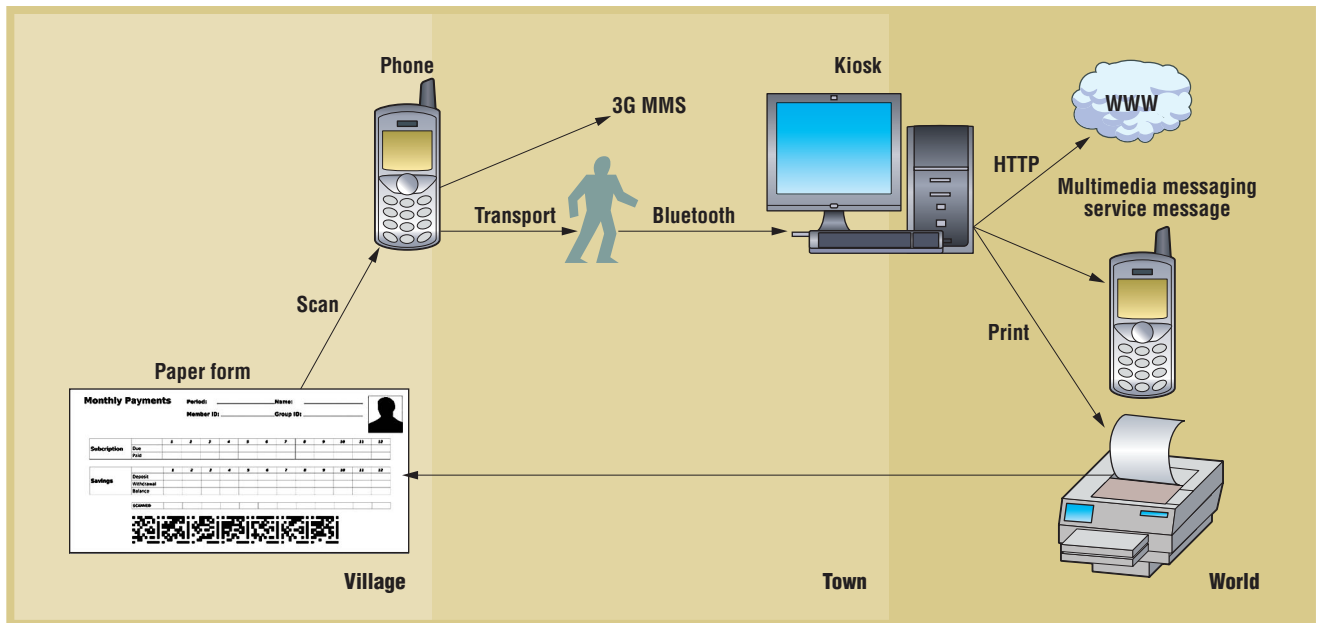 Phone
Kiosk
3G MMS
WWW
HTTP
Multimedia messaging
service message
Transport
Bluetooth
Scan
Print
Paper form
Monthly Payments
Period:
Name:
Member ID:
Group ID:
1 2 3 4 5 6 7 8 9 10 11 12
Subcription
Due
Paid
1 2 3 4 5 6 7 8 9 10 11 12
Savings
Deposit
Withdrawal
Balance
SCANNED
Village
Town
World